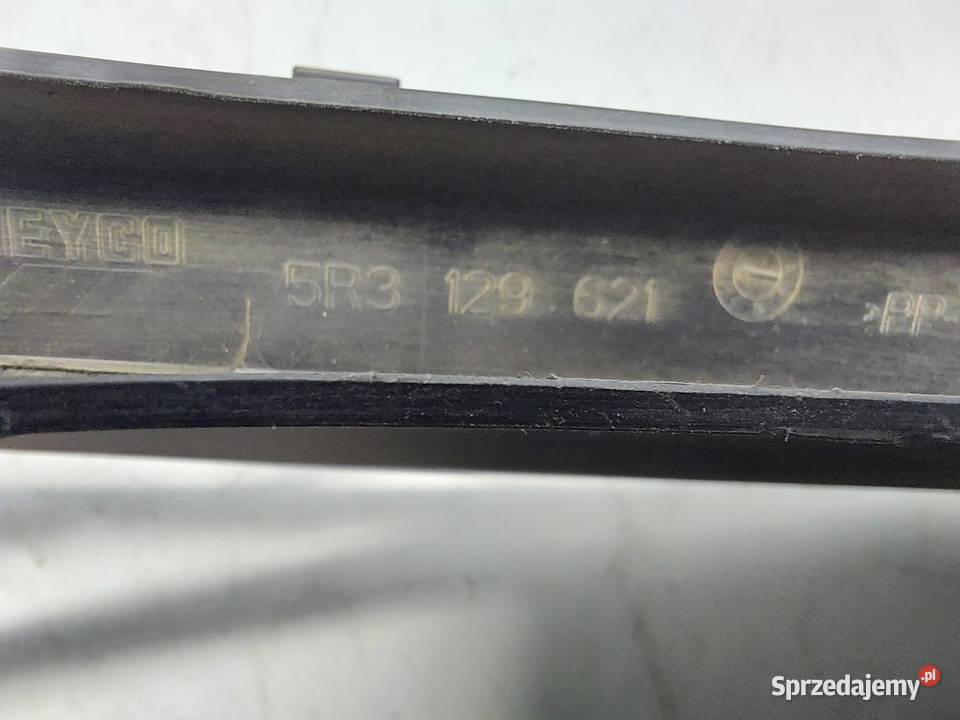 EYCO
5R3 129 621
>PP
Sprzedajemy.pl